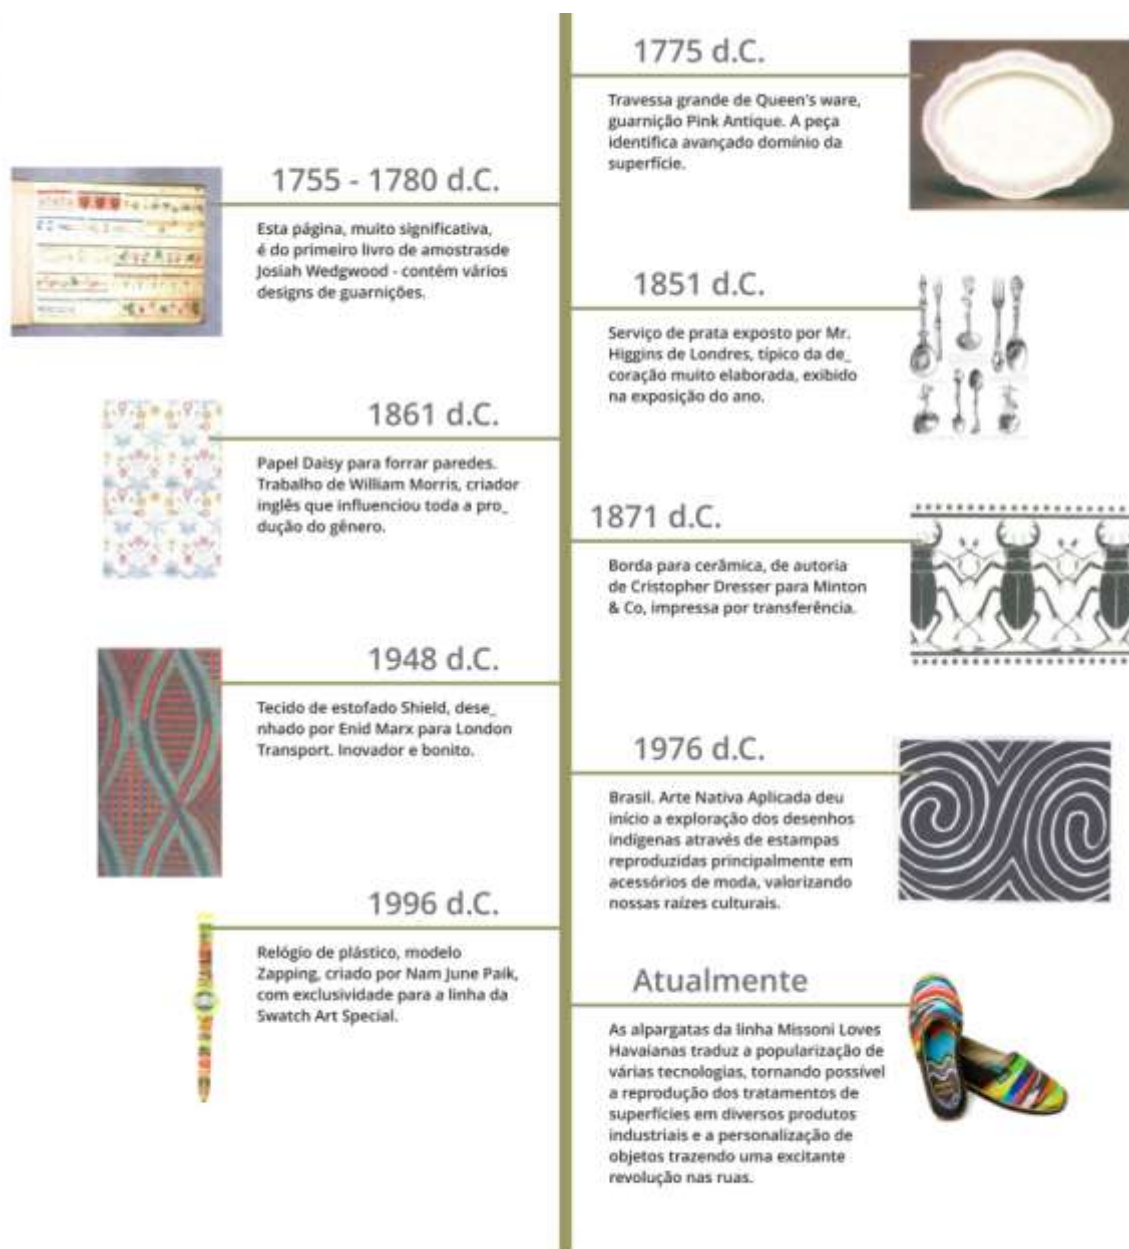 1775 d.C.
Travessa grande de Queen's ware,
guarnição Pink Antique. A peça
identifica avançado domínio da
superfície.
1755 - 1780 d.C.
Esta página, muito significativa,
é do primeiro livro de amostrasde
Josiah Wedgwood - contém vários
designs de guarnições.
1851 d.C.
Serviço de prata exposto por Mr.
Higgins de Londres, típico da de_
coração muito elaborada, exibido
na exposição do ano.
1861 d.C.
Papel Daisy para forrar paredes.
Trabalho de William Morris, criador
inglês que influenciou toda a pro_
dução do gênero.
1871 d.C.
Borda para cerâmica, de autoria
de Cristopher Dresser para Minton
& Co, impressa por transferência.
1948 d.C.
Tecido de estofado Shield, dese_
nhado por Enid Marx para London
Transport. Inovador e bonito.
1976 d.C.
Brasil. Arte Nativa Aplicada deu
início a exploração dos desenhos
indígenas através de estampas
reproduzidas principalmente em
acessórios de moda, valorizando
nossas raízes culturais.
1996 d.C.
Relógio de plástico, modelo
Zapping, criado por Nam June Paik,
com exclusividade para a linha da
Swatch Art Special.
Atualmente
As alpargatas da linha Missoni Loves
Havaianas traduz a popularização de
várias tecnologias, tornando possível
a reprodução dos tratamentos de
superfícies em diversos produtos
industriais e a personalização de
objetos trazendo uma excitante
revolução nas ruas.